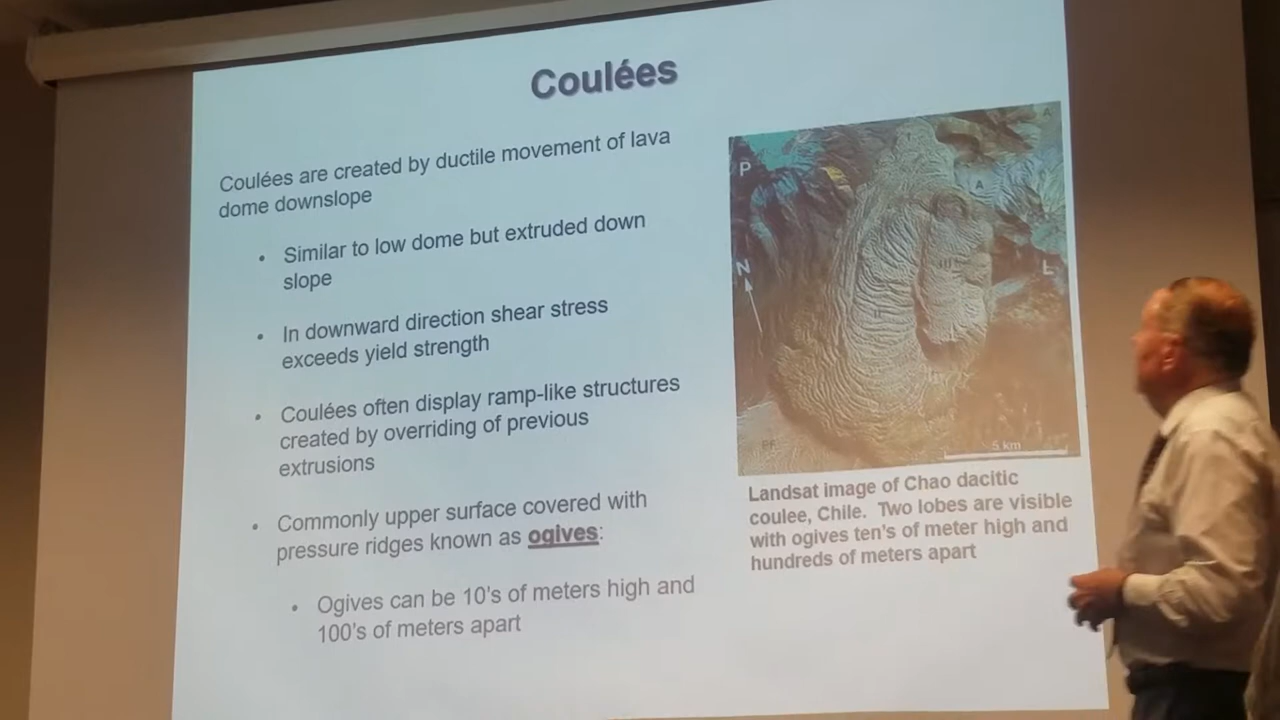 Coulées
Coulées are created by ductile movement of lava
dome downslope
• Similar to low dome but extruded down
slope
• In downward direction shear stress
exceeds yield strength
• Coulées often display ramp-like structures
created by overriding of previous
extrusions
• Commonly upper surface covered with
pressure ridges known as ogives:
• Ogives can be 10's of meters high and
100's of meters apart
A
P
A
N
L
5 km
Landsat image of Chao dacitic
coulee, Chile. Two lobes are visible
with ogives ten's of meter high and
hundreds of meters apart